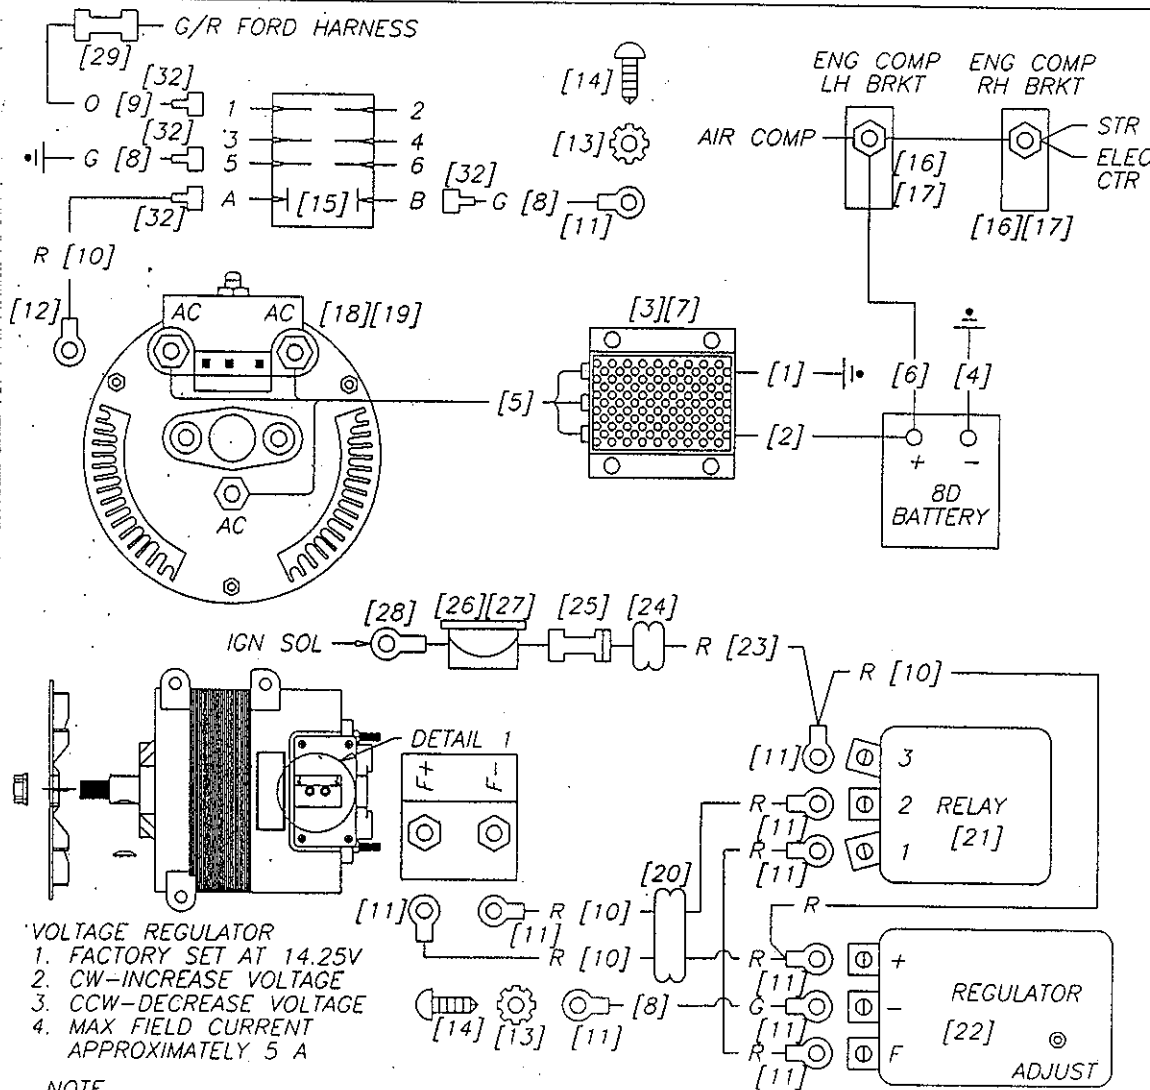 G/R FORD HARNESS
[29]
[32]
O [9]
1
2
[32]
3
4
G [8]
5
6
A
[15]
B
[32]
[32]
G [8]
[11]
R [10]
[12]
[14]
[13]
ENG COMP
LH BRKT
ENG COMP
RH BRKT
AIR COMP
STR
ELEC
CTR
[16]
[17]
[16][17]
AC
AC
[18][19]
AC
[5]
[3][7]
[1]
[2]
[6]
[4]
+
-
8D
BATTERY
IGN SOL
[28]
[26][27]
[25]
[24]
R [23]
R [10]
DETAIL 1
F+
F-
[11]
3
R
2
[11]
RELAY
[21]
R
1
[11]
[20]
[11]
R [10]
[11]
R [10]
R
R
[11]
+
[14]
[13]
[11]
[8]
G
[11]
-
R
[11]
F
REGULATOR
[22]
ADJUST
VOLTAGE REGULATOR
1. FACTORY SET AT 14.25V
2. CW-INCREASE VOLTAGE
3. CCW-DECREASE VOLTAGE
4. MAX FIELD CURRENT
APPROXIMATELY 5 A
NOTE